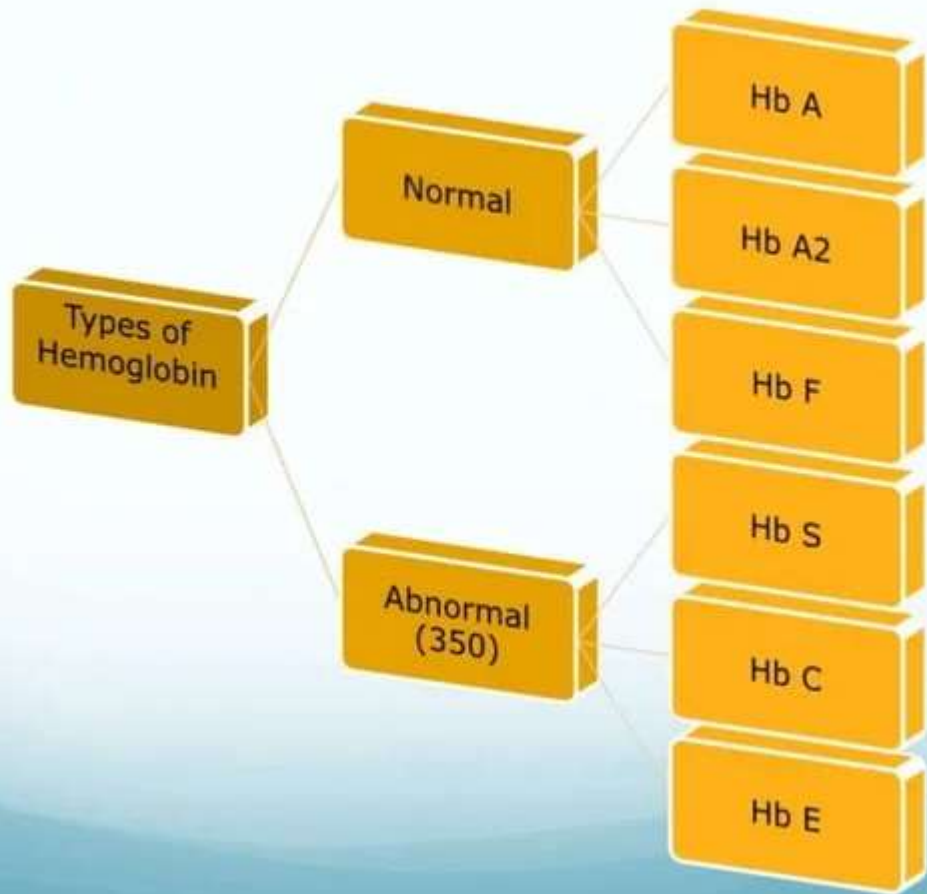 Types of
Hemoglobin
Normal
Hb A
Hb A2
Hb F
Abnormal
(350)
Hb S
Hb C
Hb E